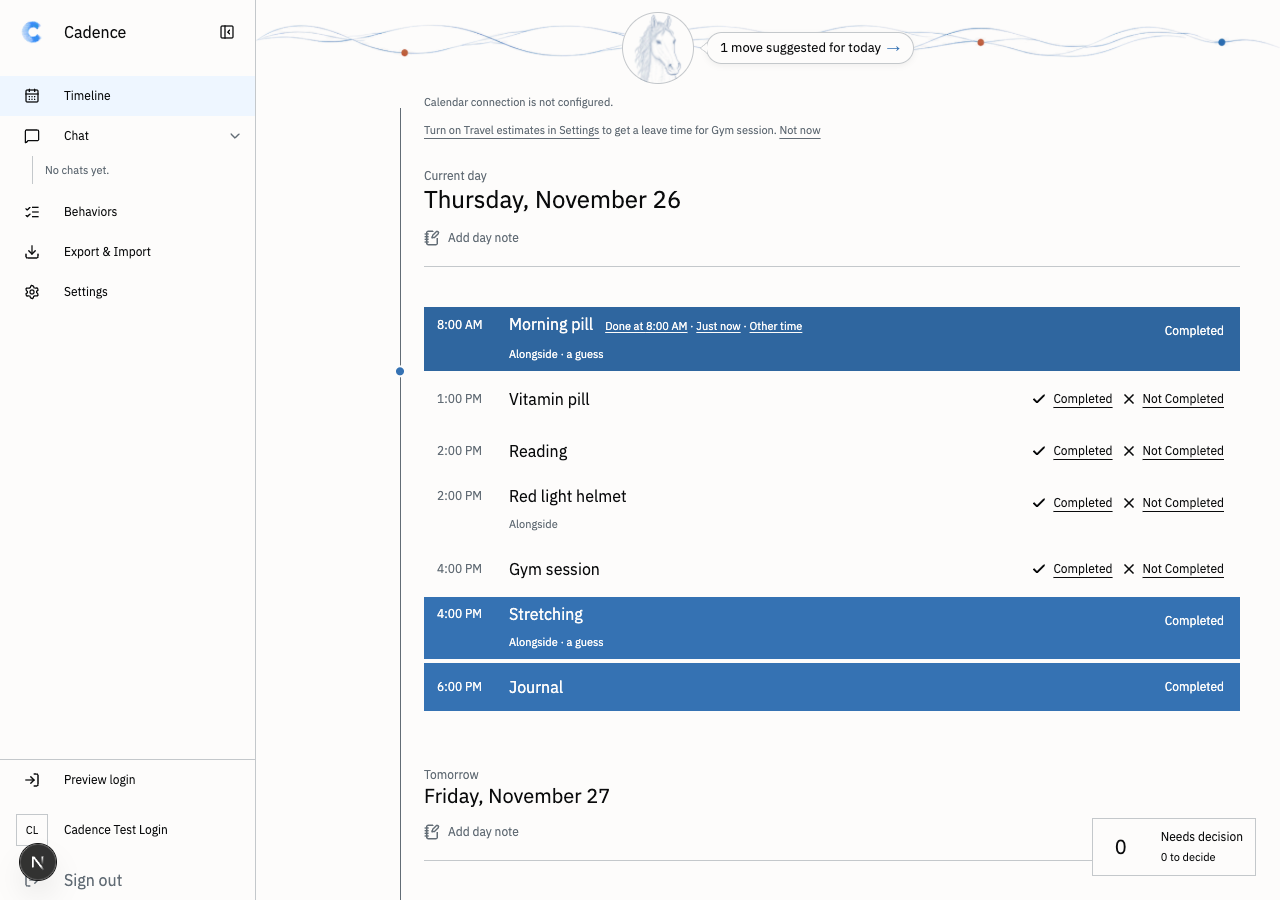 Cadence
Timeline
Chat
No chats yet.
Behaviors
Export & Import
Settings
Preview login
CL
Cadence Test Login
N
Sign out
1 move suggested for today →
Calendar connection is not configured.
Turn on Travel estimates in Settings to get a leave time for Gym session. Not now
Current day
Thursday, November 26
Add day note
8:00 AM Morning pill Done at 8:00 AM · Just now · Other time Completed
Alongside · a guess
1:00 PM Vitamin pill Completed Not Completed
2:00 PM Reading Completed Not Completed
2:00 PM Red light helmet Completed Not Completed
Alongside
4:00 PM Gym session Completed Not Completed
4:00 PM Stretching Completed
Alongside · a guess
6:00 PM Journal Completed
Tomorrow
Friday, November 27
Add day note
0 Needs decision
0 to decide